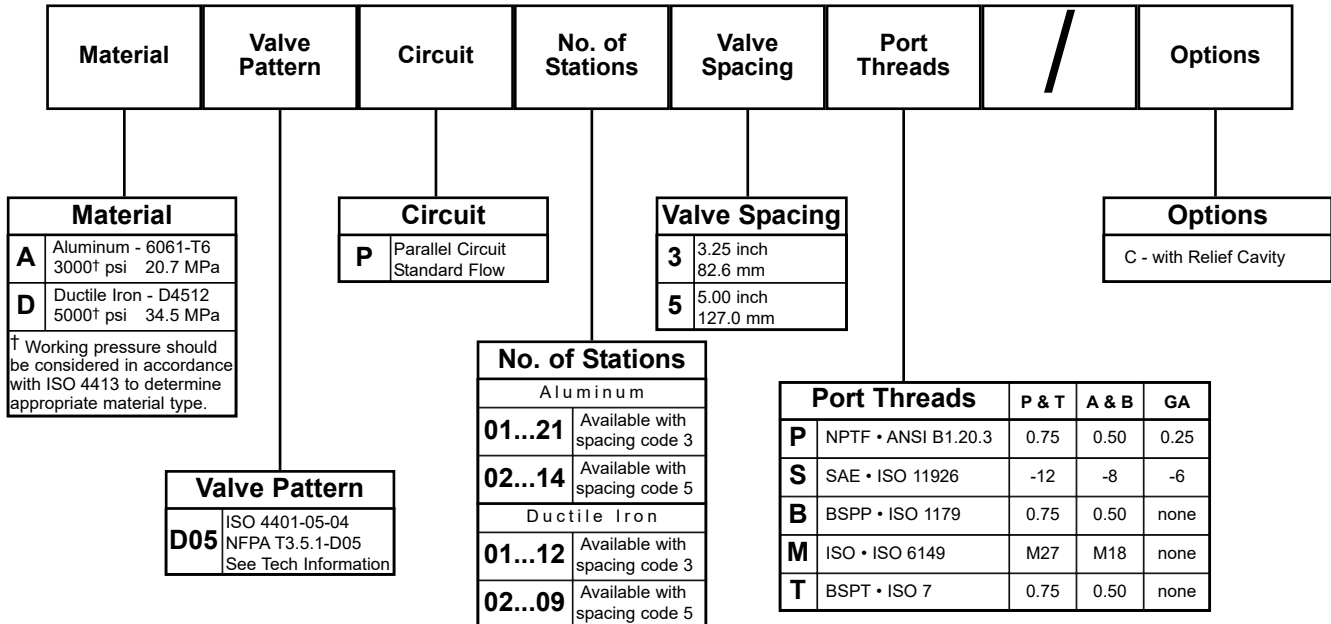 Material
Valve
Pattern
Circuit
No. of
Stations
Valve
Spacing
Port
Threads
/
Options
Material
A Aluminum - 6061-T6
3000† psi 20.7 MPa
D Ductile Iron - D4512
5000† psi 34.5 MPa
† Working pressure should
be considered in accordance
with ISO 4413 to determine
appropriate material type.
Valve Pattern
D05 ISO 4401-05-04
NFPA T3.5.1-D05
See Tech Information
Circuit
P Parallel Circuit
Standard Flow
No. of Stations
Aluminum
01...21 Available with
spacing code 3
02...14 Available with
spacing code 5
Ductile Iron
01...12 Available with
spacing code 3
02...09 Available with
spacing code 5
Valve Spacing
3 3.25 inch
82.6 mm
5 5.00 inch
127.0 mm
Port Threads P & T A & B GA
P NPTF • ANSI B1.20.3 0.75 0.50 0.25
S SAE • ISO 11926 -12 -8 -6
B BSPP • ISO 1179 0.75 0.50 none
M ISO • ISO 6149 M27 M18 none
T BSPT • ISO 7 0.75 0.50 none
Options
C - with Relief Cavity